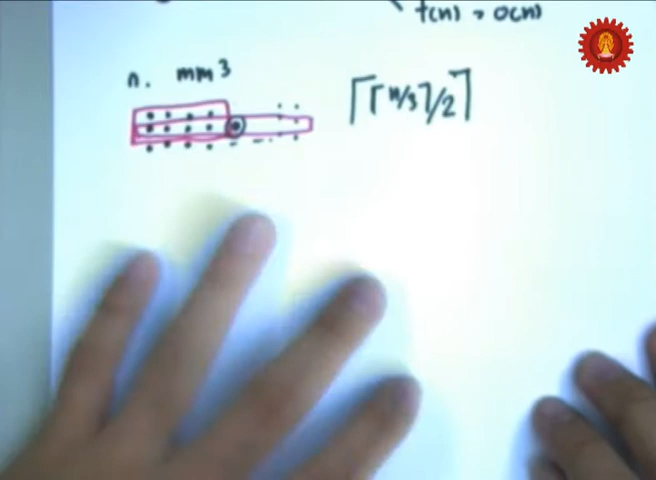 t(n) = O(n)
n. mm3
⌈⌈n/3⌉/2⌉